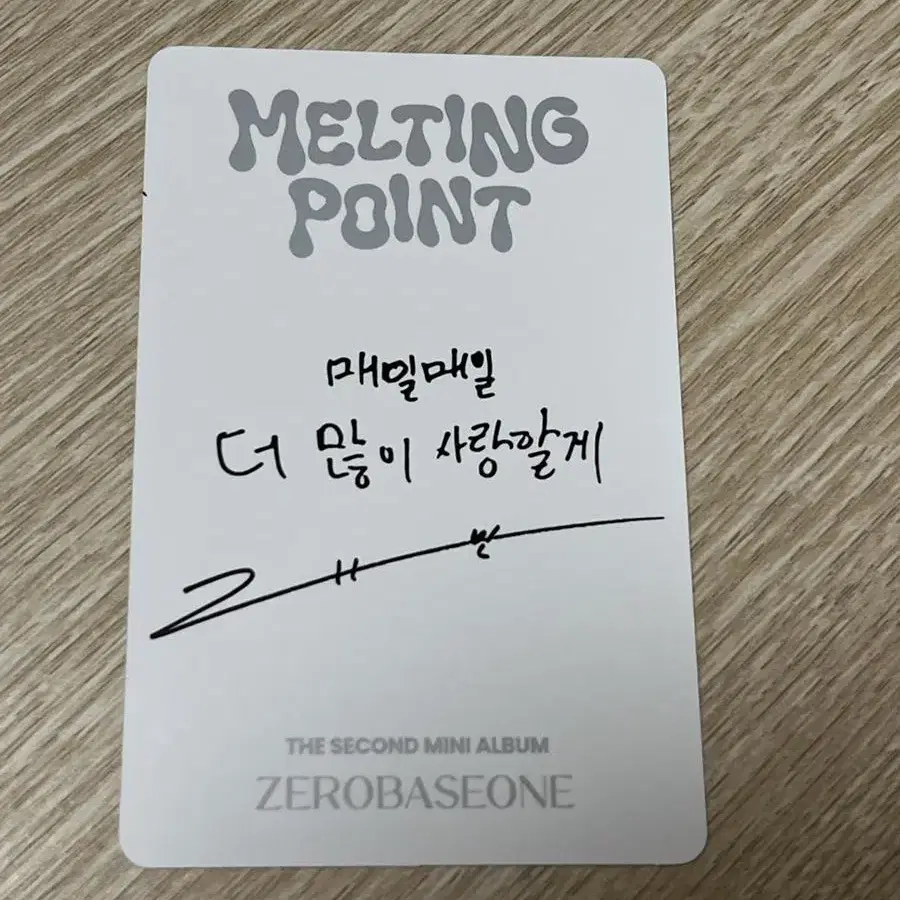 MELTING
POINT
매일매일
더 많이 사랑할게
THE SECOND MINI ALBUM
ZEROBASEONE